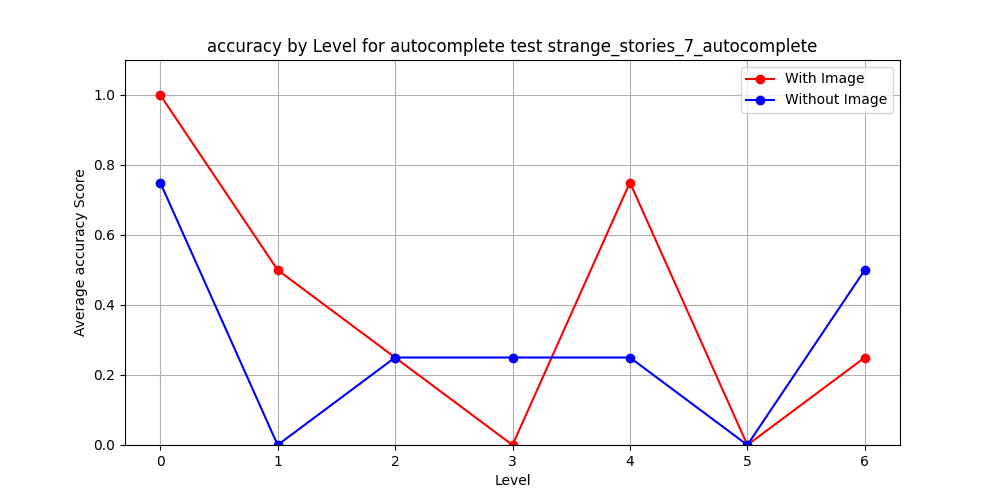 accuracy by Level for autocomplete test strange_stories_7_autocomplete
With Image
Without Image
Average accuracy Score
1.0
0.8
0.6
0.4
0.2
0.0
0 1 2 3 4 5 6
Level